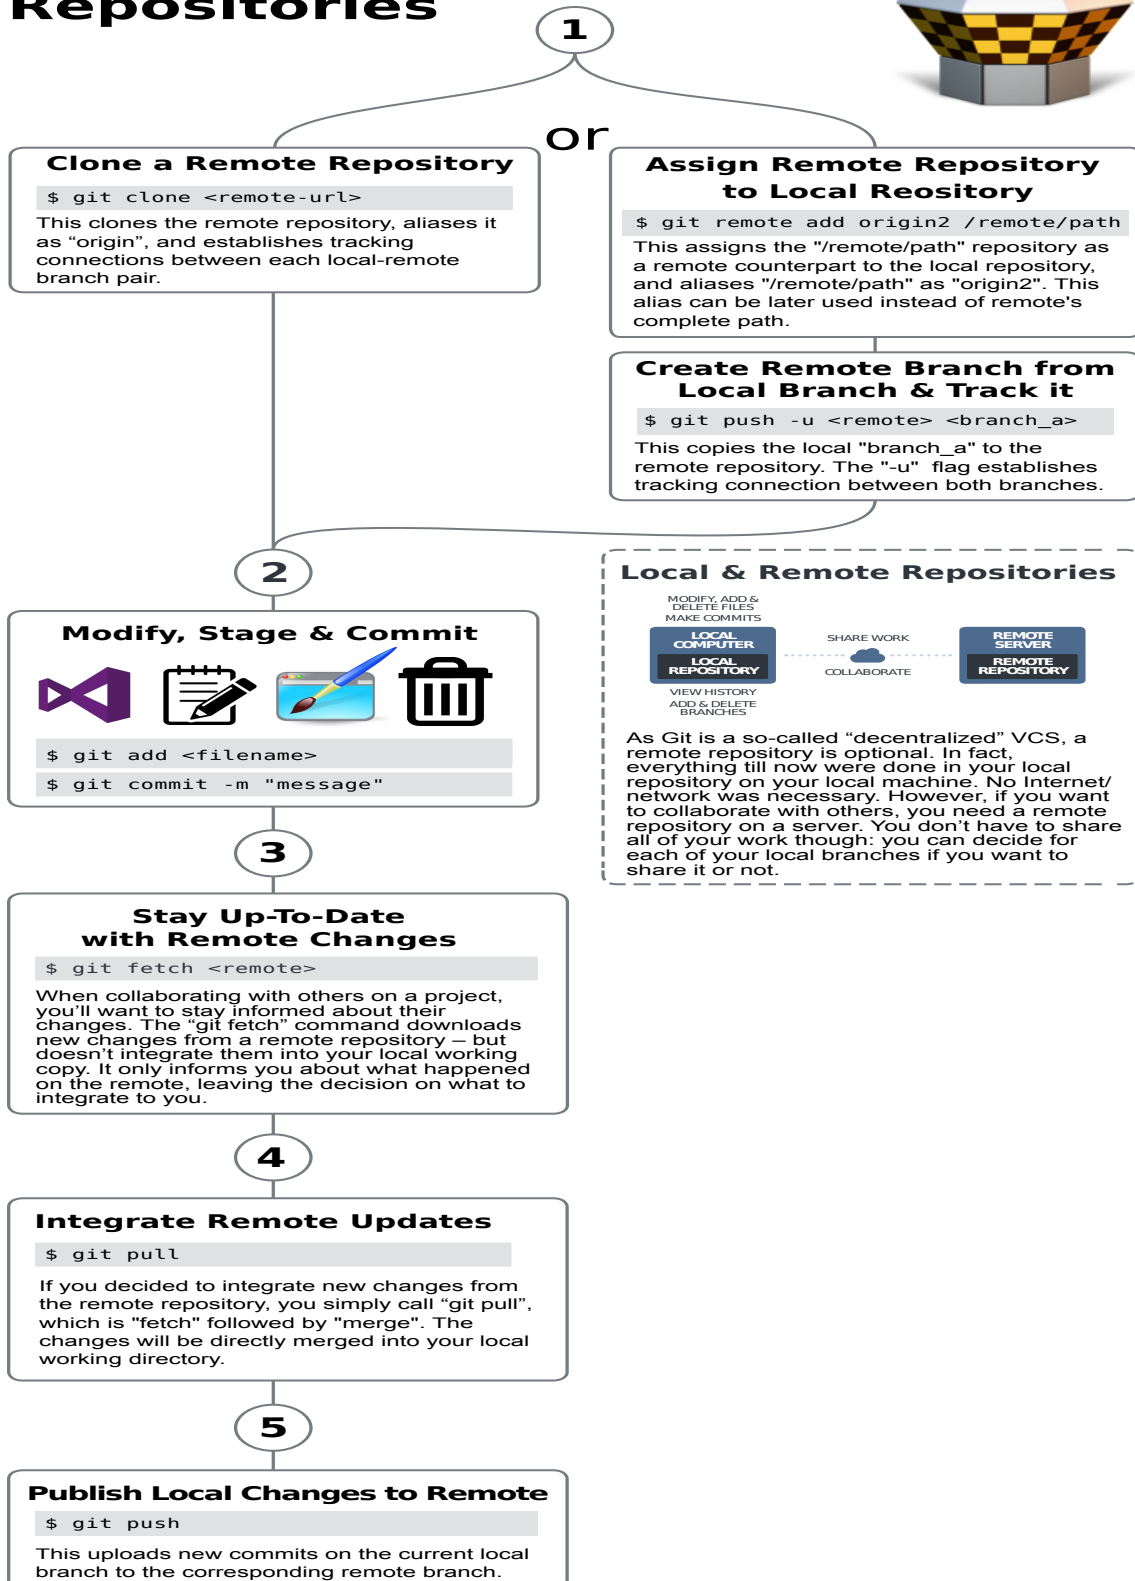 Repositories
1
or
Clone a Remote Repository
$ git clone <remote-url>
This clones the remote repository, aliases it
as “origin”, and establishes tracking
connections between each local-remote
branch pair.
Assign Remote Repository
to Local Reository
$ git remote add origin2 /remote/path
This assigns the "/remote/path" repository as
a remote counterpart to the local repository,
and aliases "/remote/path" as "origin2". This
alias can be later used instead of remote's
complete path.
Create Remote Branch from
Local Branch & Track it
$ git push -u <remote> <branch_a>
This copies the local "branch_a" to the
remote repository. The "-u" flag establishes
tracking connection between both branches.
2
Modify, Stage & Commit
$ git add <filename>
$ git commit -m "message"
Local & Remote Repositories
MODIFY, ADD &
DELETE FILES
MAKE COMMITS
LOCAL
COMPUTER
LOCAL
REPOSITORY
VIEW HISTORY
ADD & DELETE
BRANCHES
SHARE WORK
COLLABORATE
REMOTE
SERVER
REMOTE
REPOSITORY
As Git is a so-called “decentralized” VCS, a
remote repository is optional. In fact,
everything till now were done in your local
repository on your local machine. No Internet/
network was necessary. However, if you want
to collaborate with others, you need a remote
repository on a server. You don’t have to share
all of your work though: you can decide for
each of your local branches if you want to
share it or not.
3
Stay Up-To-Date
with Remote Changes
$ git fetch <remote>
When collaborating with others on a project,
you’ll want to stay informed about their
changes. The “git fetch” command downloads
new changes from a remote repository – but
doesn’t integrate them into your local working
copy. It only informs you about what happened
on the remote, leaving the decision on what to
integrate to you.
4
Integrate Remote Updates
$ git pull
If you decided to integrate new changes from
the remote repository, you simply call “git pull”,
which is "fetch" followed by "merge". The
changes will be directly merged into your local
working directory.
5
Publish Local Changes to Remote
$ git push
This uploads new commits on the current local
branch to the corresponding remote branch.